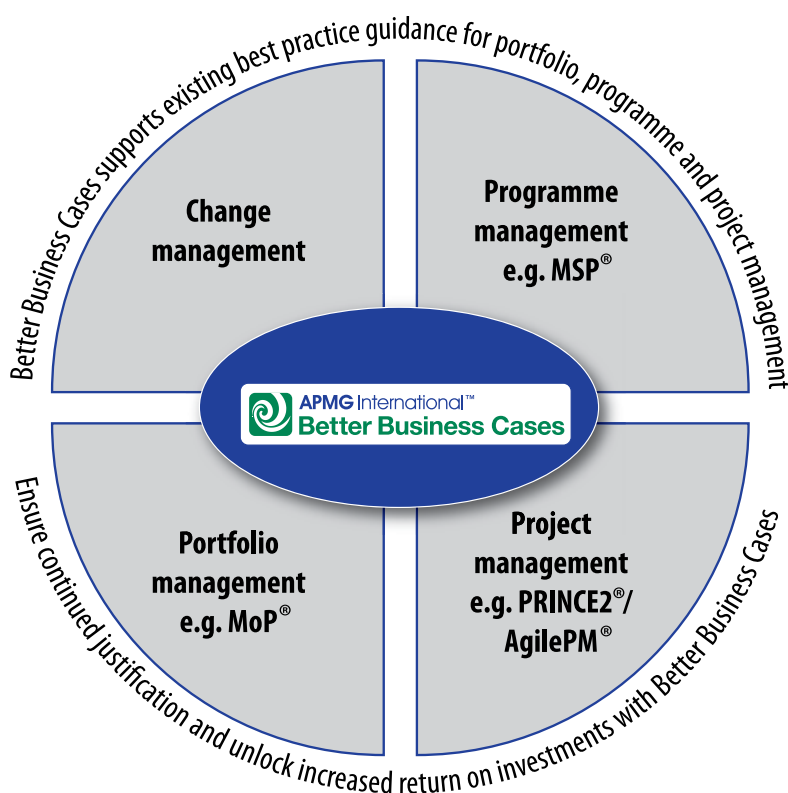 Better Business Cases supports existing best practice guidance for portfolio, programme and project management
Change
management
Programme
management
e.g. MSP®
APMG International™
Better Business Cases
Portfolio
management
e.g. MoP®
Project
management
e.g. PRINCE2®/
AgilePM®
Ensure continued justification and unlock increased return on investments with Better Business Cases